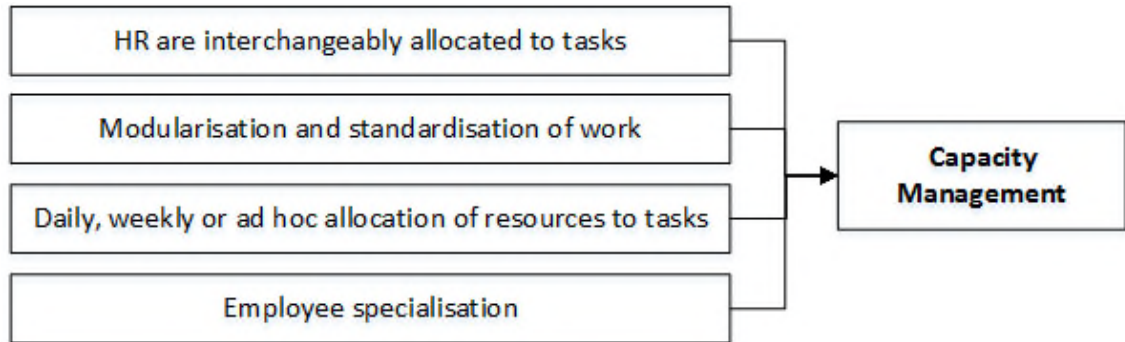 HR are interchangeably allocated to tasks
Modularisation and standardisation of work
Daily, weekly or ad hoc allocation of resources to tasks
Employee specialisation
Capacity
Management